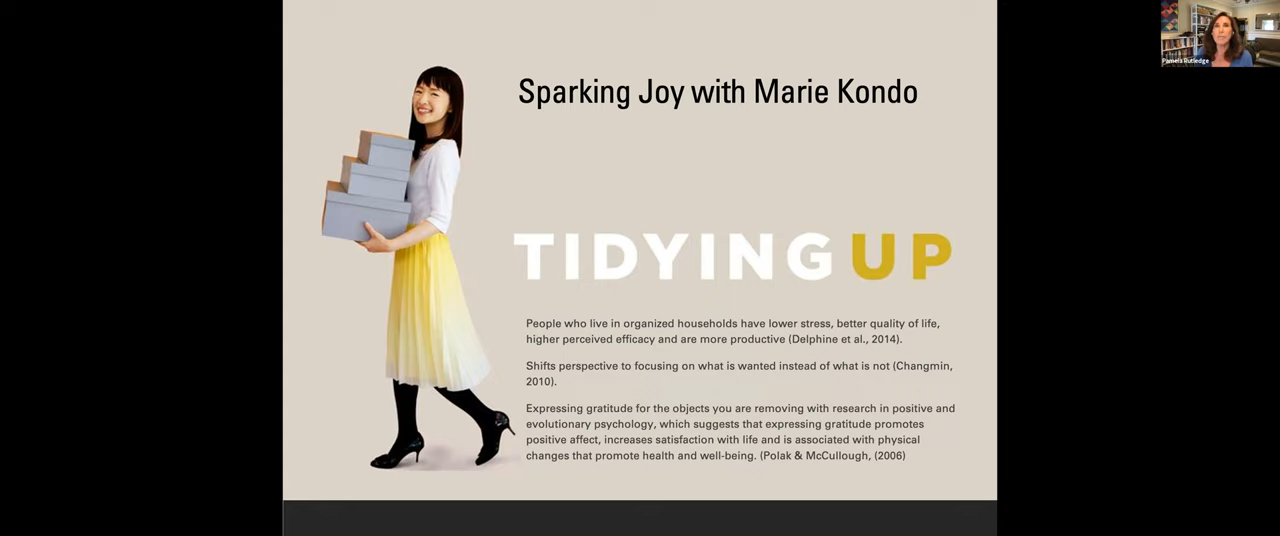 Sparking Joy with Marie Kondo
TIDYING UP
People who live in organized households have lower stress, better quality of life,
higher perceived efficacy and are more productive (Delphine et al., 2014).
Shifts perspective to focusing on what is wanted instead of what is not (Changmin,
2010).
Expressing gratitude for the objects you are removing with research in positive and
evolutionary psychology, which suggests that expressing gratitude promotes
positive affect, increases satisfaction with life and is associated with physical
changes that promote health and well-being. (Polak & McCullough, (2006)
Pamela Rutledge